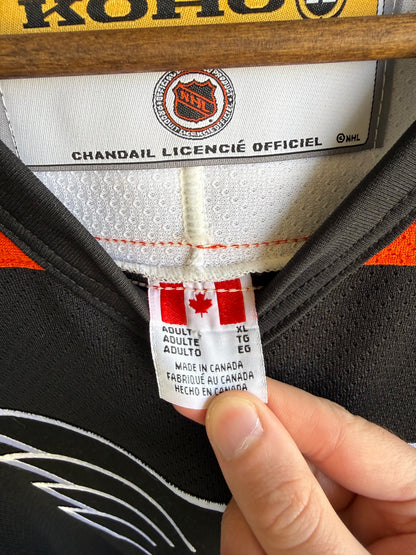 KOHO
NHL
CHANDAIL LICENCIÉ OFFICIEL
©NHL
ADULT XL
ADULTE TG
ADULTO EG
MADE IN CANADA
FABRIQUÉ AU CANADA
HECHO EN CANADA